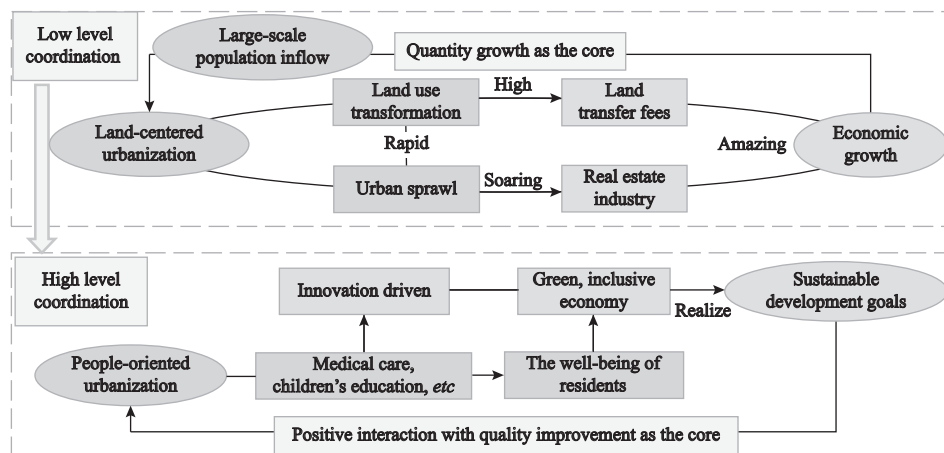 Low level
coordination
Large-scale
population inflow
Quantity growth as the core
Land use
transformation
High
Land
transfer fees
Land-centered
urbanization
Rapid
Amazing
Economic
growth
Urban sprawl
Soaring
Real estate
industry
High level
coordination
Innovation driven
Green, inclusive
economy
Realize
Sustainable
development goals
People-oriented
urbanization
Medical care,
children's education, etc
The well-being of
residents
Positive interaction with quality improvement as the core